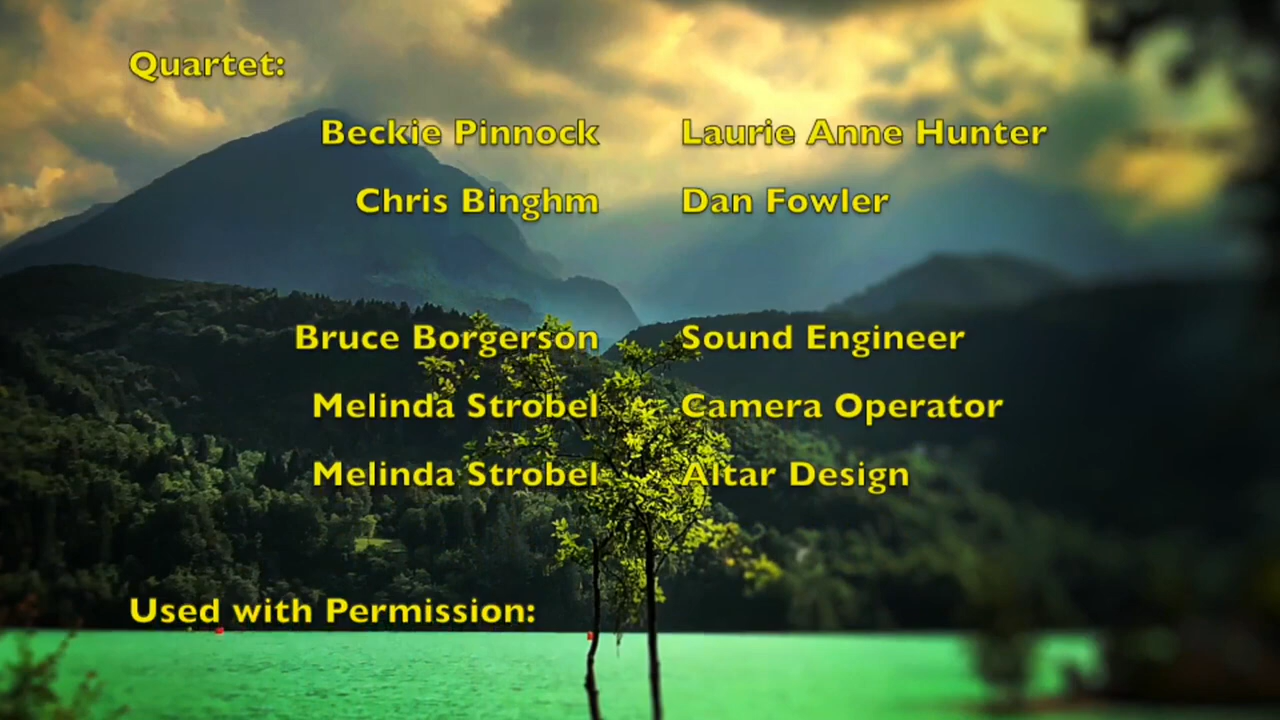 Quartet:
Beckie Pinnock Laurie Anne Hunter
Chris Binghm Dan Fowler
Bruce Borgerson Sound Engineer
Melinda Strobel Camera Operator
Melinda Strobel Altar Design
Used with Permission: